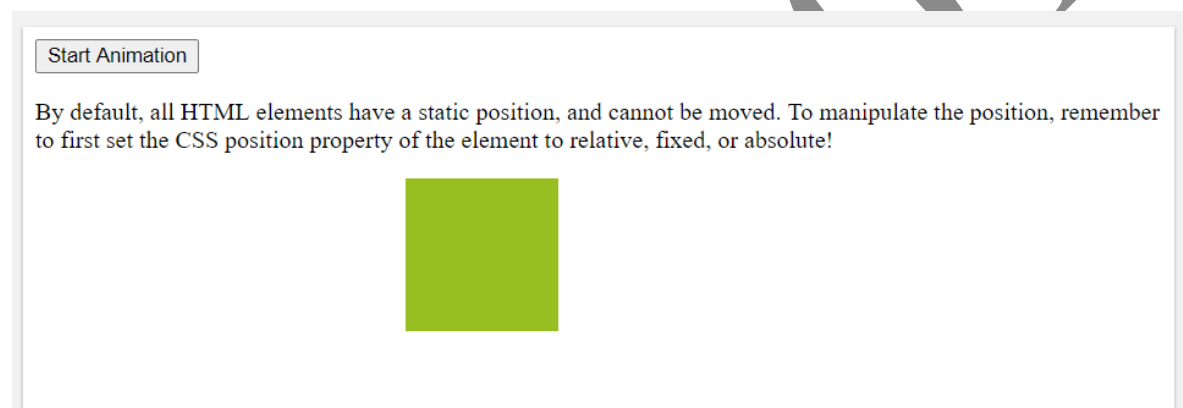 Start Animation
By default, all HTML elements have a static position, and cannot be moved. To manipulate the position, remember
to first set the CSS position property of the element to relative, fixed, or absolute!